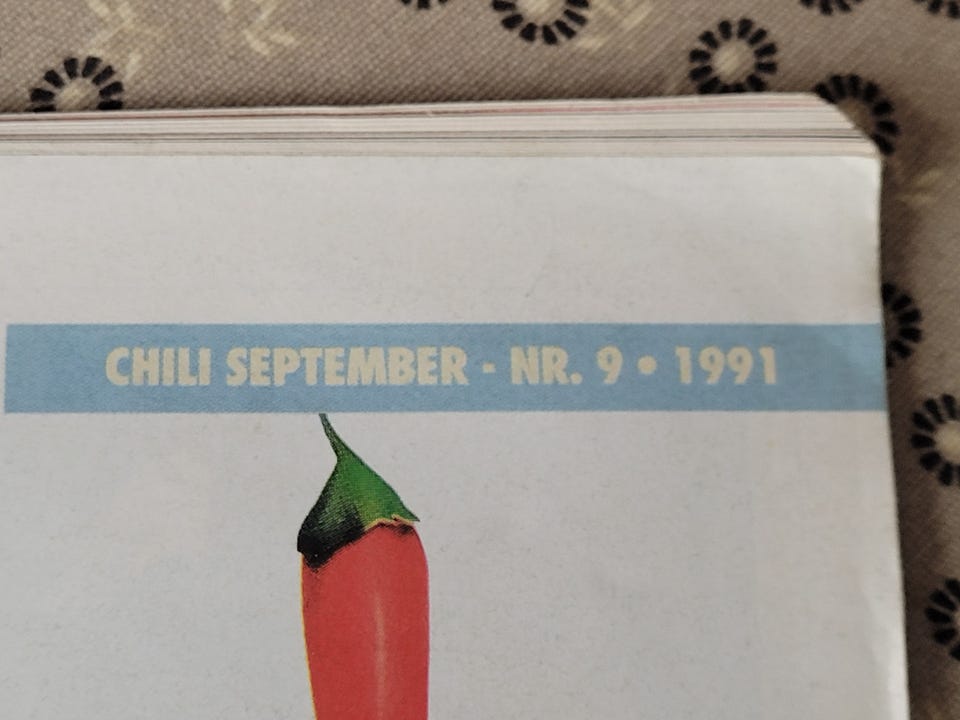 CHILI SEPTEMBER - NR. 9 • 1991